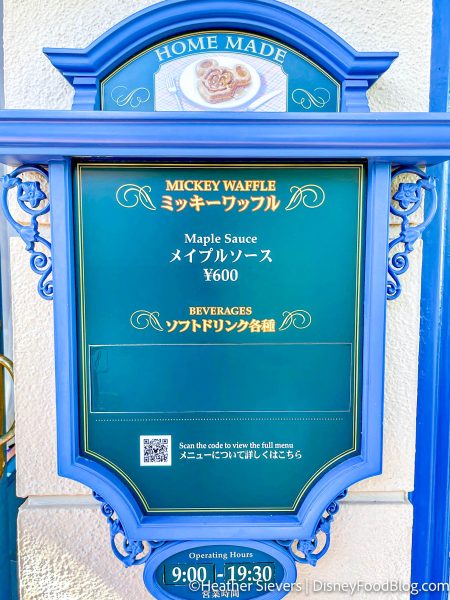 HOME MADE
MICKEY WAFFLE
ミッキーワッフル
Maple Sauce
メイプルソース
¥600
BEVERAGES
ソフトドリンク各種
Scan the code to view the full menu
メニューについて詳しくはこちら
Operating Hours
9:00 - 19:30
営業時間
©Heather Sievers | DisneyFoodBlog.com